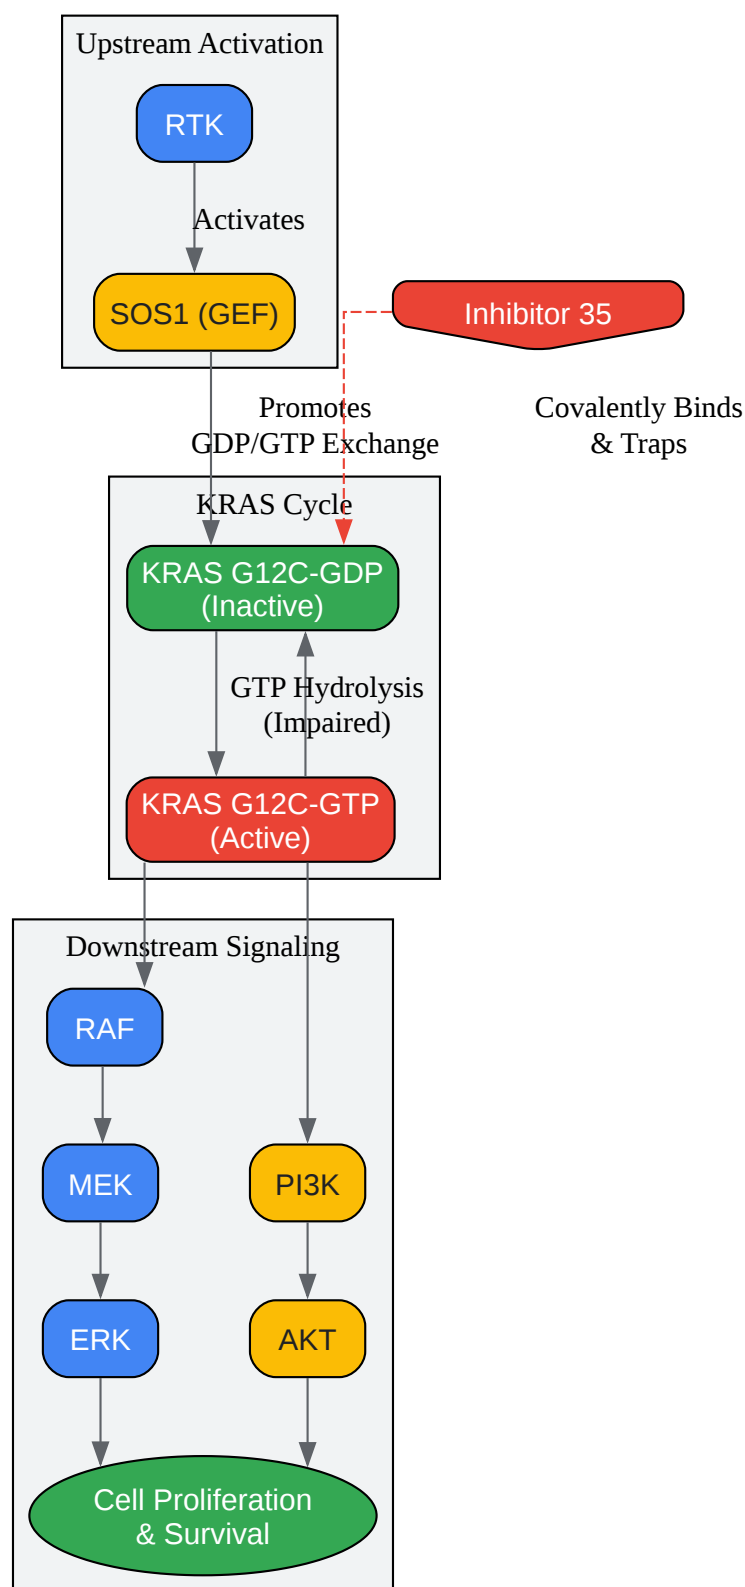 Upstream Activation
RTK
Activates
SOS1 (GEF)
Inhibitor 35
Promotes
GDP/GTP Exchange
Covalently Binds
& Traps
KRAS Cycle
KRAS G12C-GDP
(Inactive)
GTP Hydrolysis
(Impaired)
KRAS G12C-GTP
(Active)
Downstream Signaling
RAF
MEK
PI3K
ERK
AKT
Cell Proliferation
& Survival